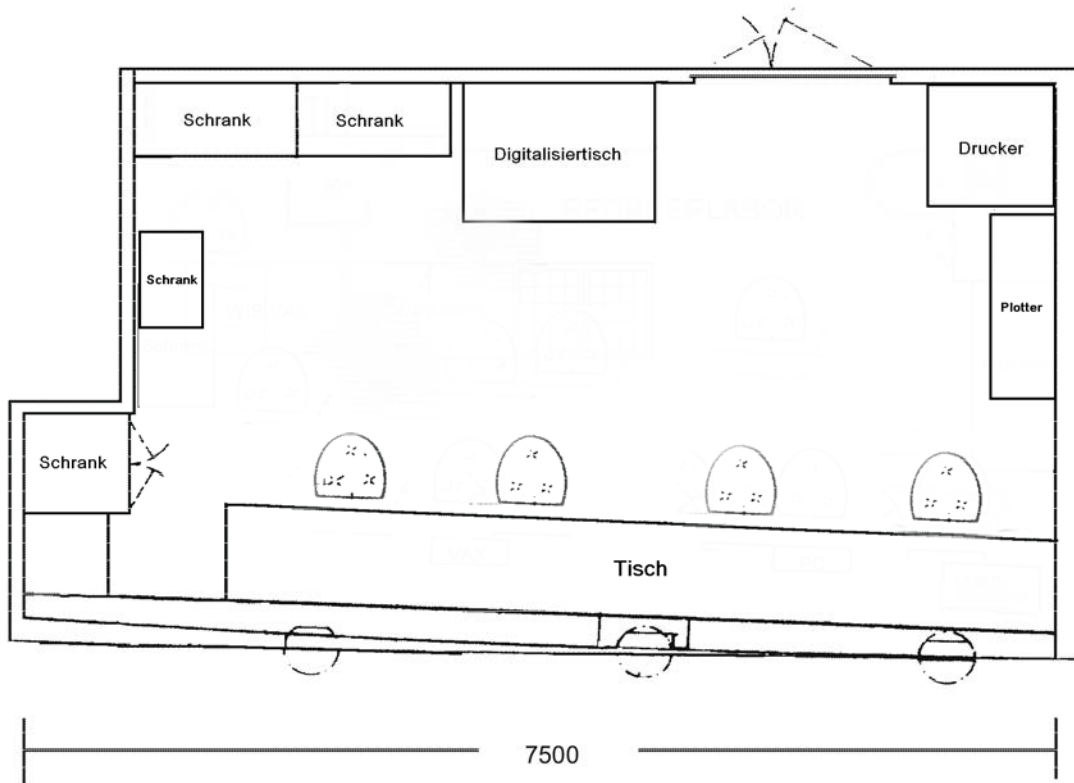 Schrank
Schrank
Digitalisiertisch
Drucker
Schrank
Plotter
Schrank
Tisch
7500